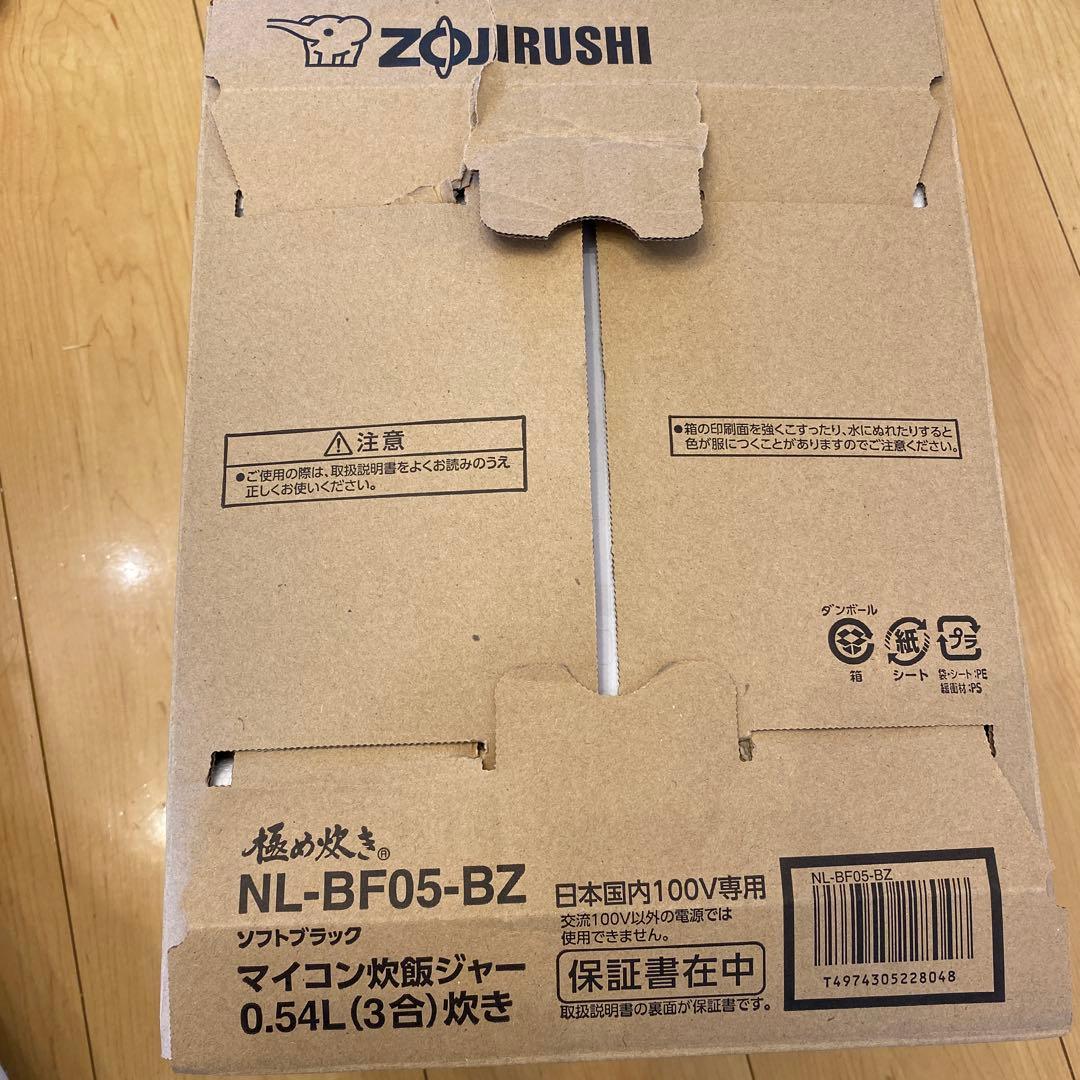 ZOJIRUSHI
⚠注意
●ご使用の際は、取扱説明書をよくお読みのうえ
正しくお使いください。
●箱の印刷面を強くこすったり、水にぬれたりすると
色が服につくことがありますのでご注意ください。
ダンボール
紙
プラ
箱
シート
袋・シート:PE
緩衝材:PS
極め炊き®
NL-BF05-BZ
ソフトブラック
マイコン炊飯ジャー
0.54L(3合)炊き
日本国内100V専用
交流100V以外の電源では
使用できません。
保証書在中
取扱説明書の裏面が保証書です。
NL-BF05-BZ
T4974305228048